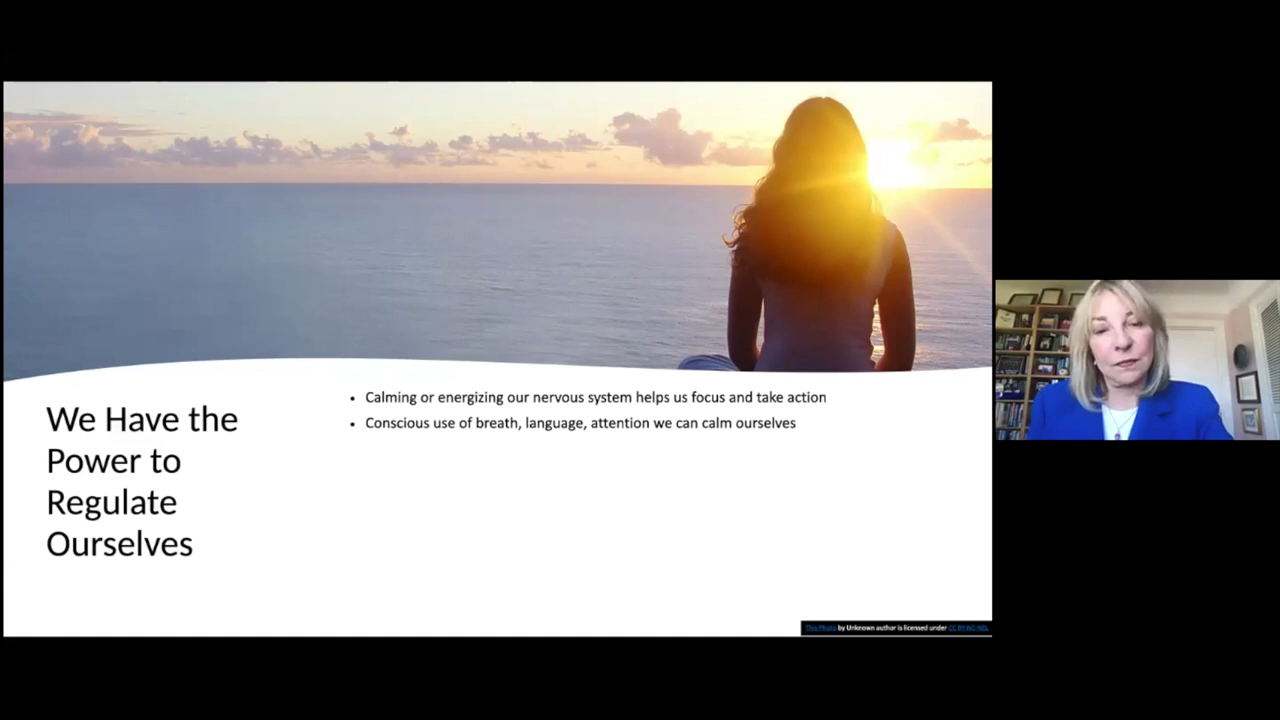 We Have the
Power to
Regulate
Ourselves
• Calming or energizing our nervous system helps us focus and take action
• Conscious use of breath, language, attention we can calm ourselves
This Photo by Unknown author is licensed under CC BY-NC-ND.